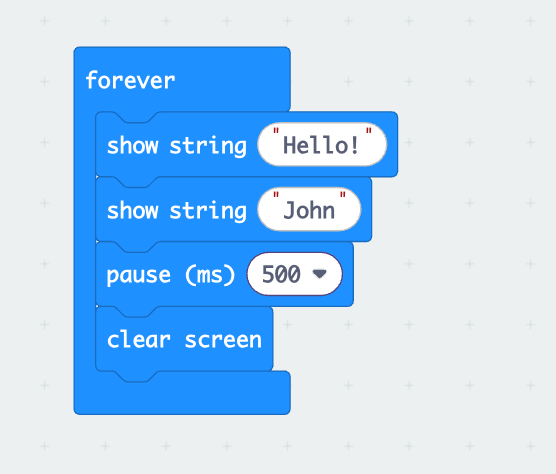 forever
show string "Hello!"
show string "John"
pause (ms) 500
clear screen